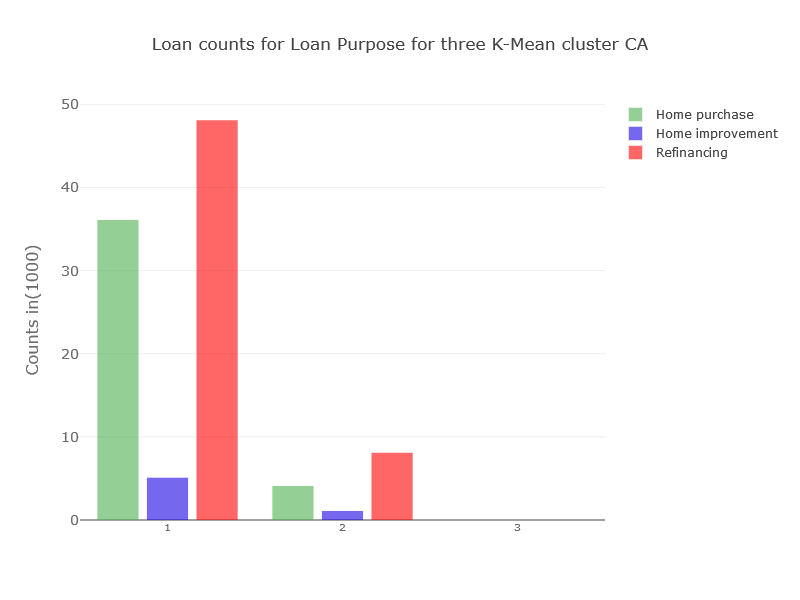 Loan counts for Loan Purpose for three K-Mean cluster CA
Home purchase
Home improvement
Refinancing
Counts in(1000)
50
40
30
20
10
0
1
2
3